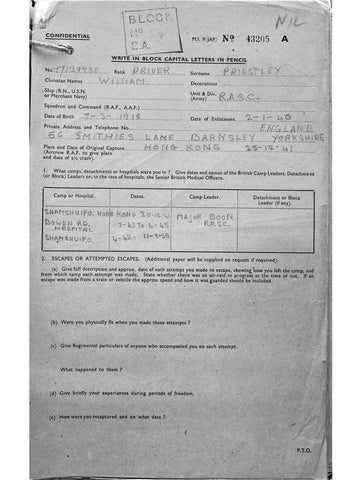 NIL
BLOCK
No
C.A.
CONFIDENTIAL
M.I. 9/JAP/ No 43205 A
WRITE IN BLOCK CAPITAL LETTERS IN PENCIL
No. T/138938 Rank DRIVER Surname PRIESTLEY
Christian Names WILLIAM. Decorations
Ship (R.N., U.S.N. or Merchant Navy) Unit & Div. (Army) R.A.S.C.
Squadron and Command (R.A.F., A.A.F.)
Date of Birth 7-3-1918 Date of Enlistment 2-1-40
Private Address and Telephone No. ENGLAND.
56 SMITHIES LANE BARNSLEY YORKSHIRE
Place and Date of Original Capture HONG KONG 25-12-41
(Aircrew R.A.F. to give place
and date of a/c crash).
1. What camps, detachments or hospitals were you in? Give dates and names of the British Camp Leaders, Detachment
(or Block) Leaders or, in the case of hospitals, the Senior British Medical Officers.
Camp or Hospital. Dates. Camp Leader. Detachment or Block Leader (if any).
SHAMSHUIPO, HONG KONG 30-12-41 MAJOR BOON.
BOWEN RD. HOSPITAL -3-43 TO 4-45 R.A.S.C.
SHAMSHUIPO 4-45- 11-9-45
2. ESCAPES OR ATTEMPTED ESCAPES. (Additional paper will be supplied on request if required).
(a) Give full description and approx. date of each attempt you made to escape, showing how you left the camp, and
from which camp each attempt was made. State whether there was an air-raid in progress at the time or not. If an
escape was made from a train or vehicle the approx. speed and how it was guarded should be included.
(b) Were you physically fit when you made these attempts?
(c) Give Regimental particulars of anyone who accompanied you on each attempt.
What happened to them?
(d) Give briefly your experiences during periods of freedom.
(e) How were you recaptured and on what date?
P.T.O.